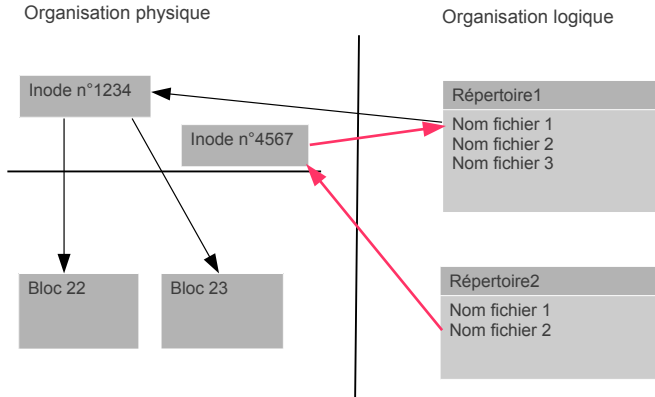 Organisation physique
Organisation logique
Inode n°1234
Inode n°4567
Répertoire1
Nom fichier 1
Nom fichier 2
Nom fichier 3
Bloc 22
Bloc 23
Répertoire2
Nom fichier 1
Nom fichier 2